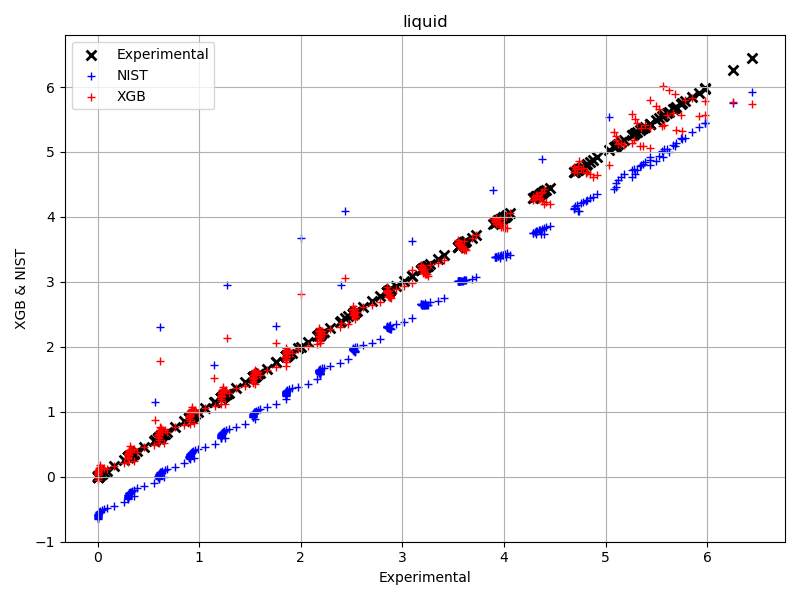 liquid
Experimental
NIST
XGB
XGB & NIST
6
5
4
3
2
1
0
−1
0 1 2 3 4 5 6
Experimental